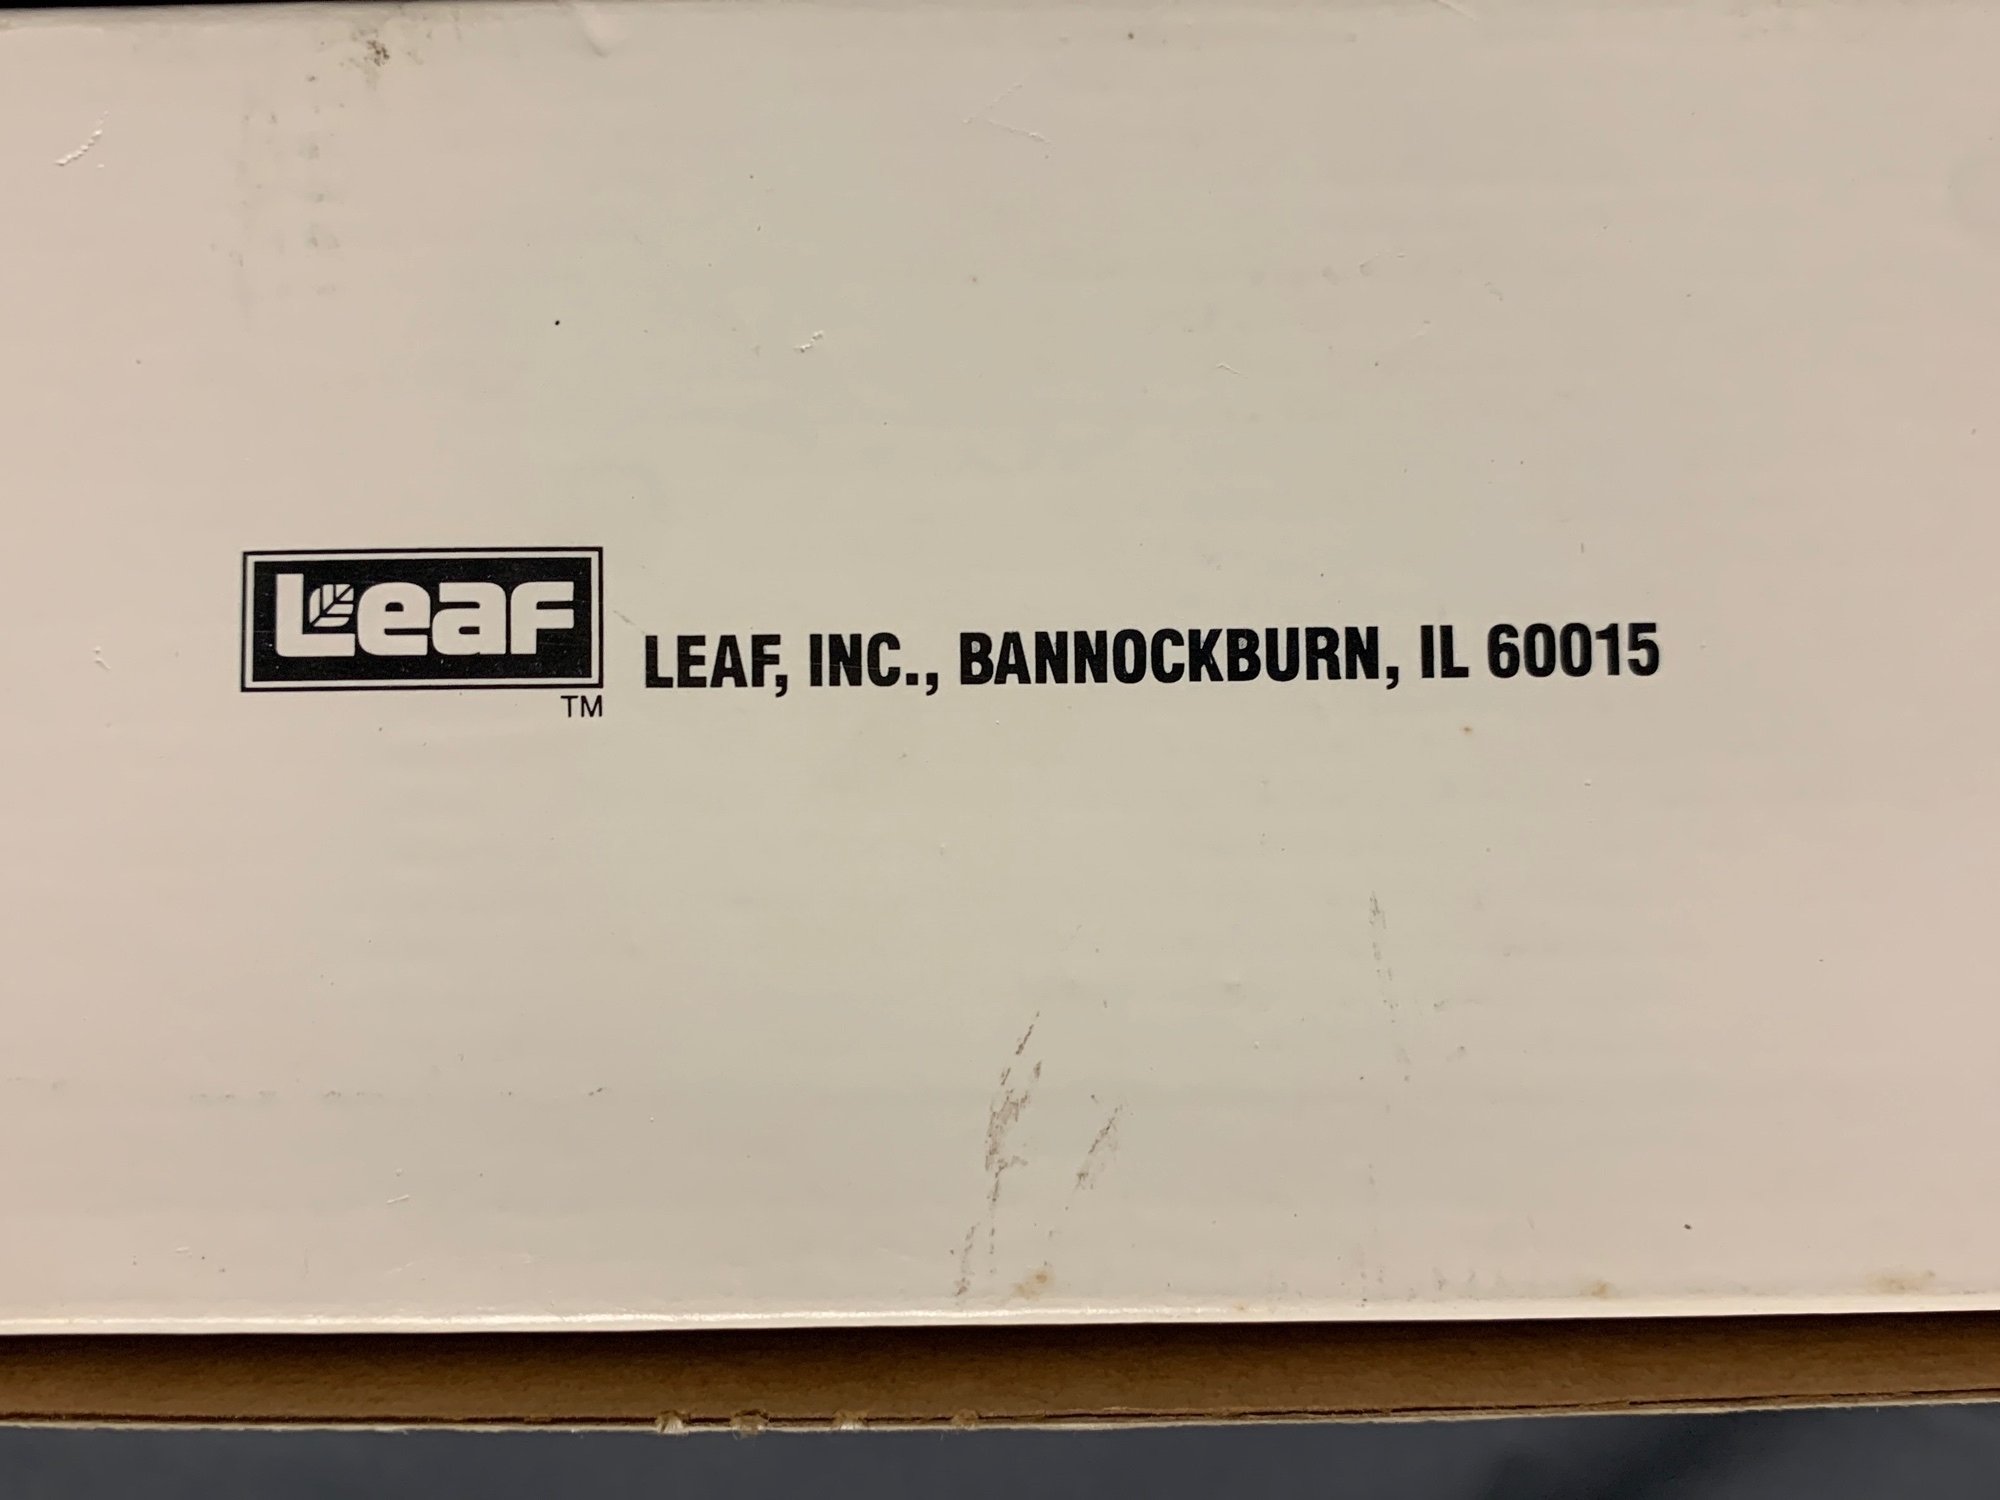 Leaf
TM
LEAF, INC., BANNOCKBURN, IL 60015